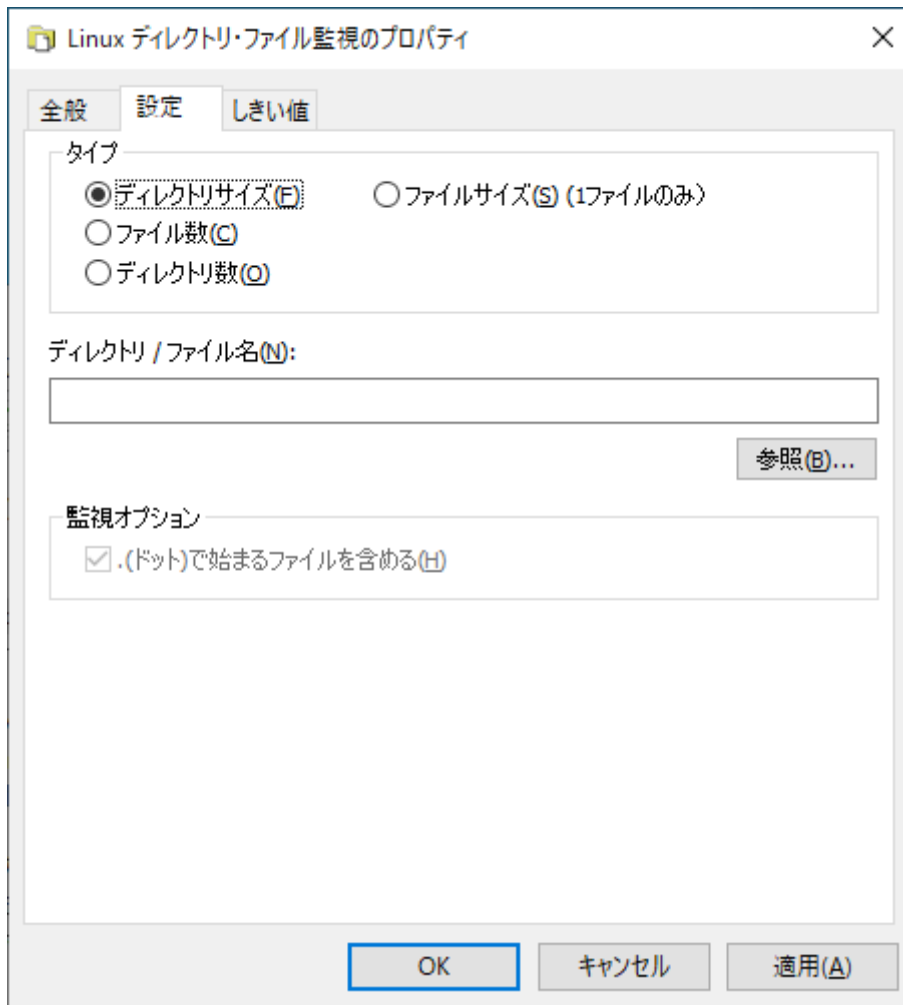 Linux ディレクトリ・ファイル監視のプロパティ
全般 設定 しきい値
タイプ
ディレクトリサイズ(F) ファイルサイズ(S) (1ファイルのみ)
ファイル数(C)
ディレクトリ数(O)
ディレクトリ / ファイル名(N):
参照(B)...
監視オプション
.(ドット)で始まるファイルを含める(H)
OK キャンセル 適用(A)